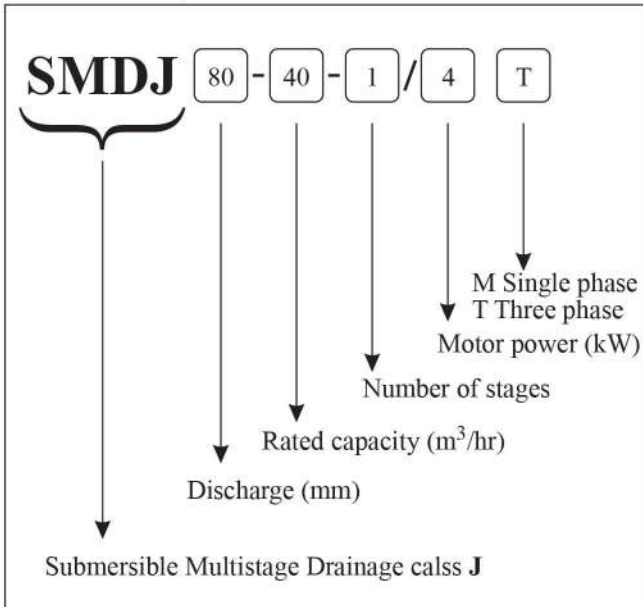 SMDJ 80-40-1/4 T
M Single phase
T Three phase
Motor power (kW)
Number of stages
Rated capacity (m³/hr)
Discharge (mm)
Submersible Multistage Drainage calss J